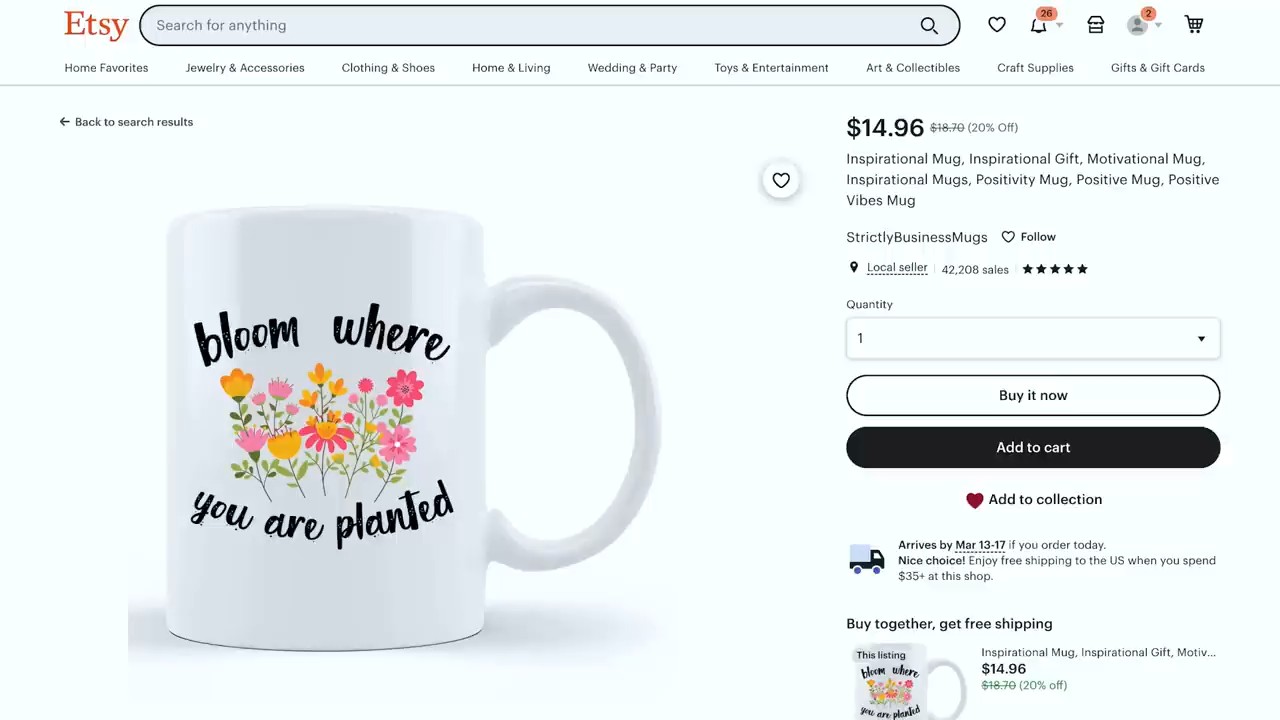 Etsy
Search for anything
26
2
Home Favorites
Jewelry & Accessories
Clothing & Shoes
Home & Living
Wedding & Party
Toys & Entertainment
Art & Collectibles
Craft Supplies
Gifts & Gift Cards
Back to search results
bloom where
you are planted
$14.96 $18.70 (20% Off)
Inspirational Mug, Inspirational Gift, Motivational Mug,
Inspirational Mugs, Positivity Mug, Positive Mug, Positive
Vibes Mug
StrictlyBusinessMugs Follow
Local seller 42,208 sales
Quantity
1
Buy it now
Add to cart
Add to collection
Arrives by Mar 13-17 if you order today.
Nice choice! Enjoy free shipping to the US when you spend
$35+ at this shop.
Buy together, get free shipping
This listing
bloom where
you are planted
Inspirational Mug, Inspirational Gift, Motiv...
$14.96
$18.70 (20% off)